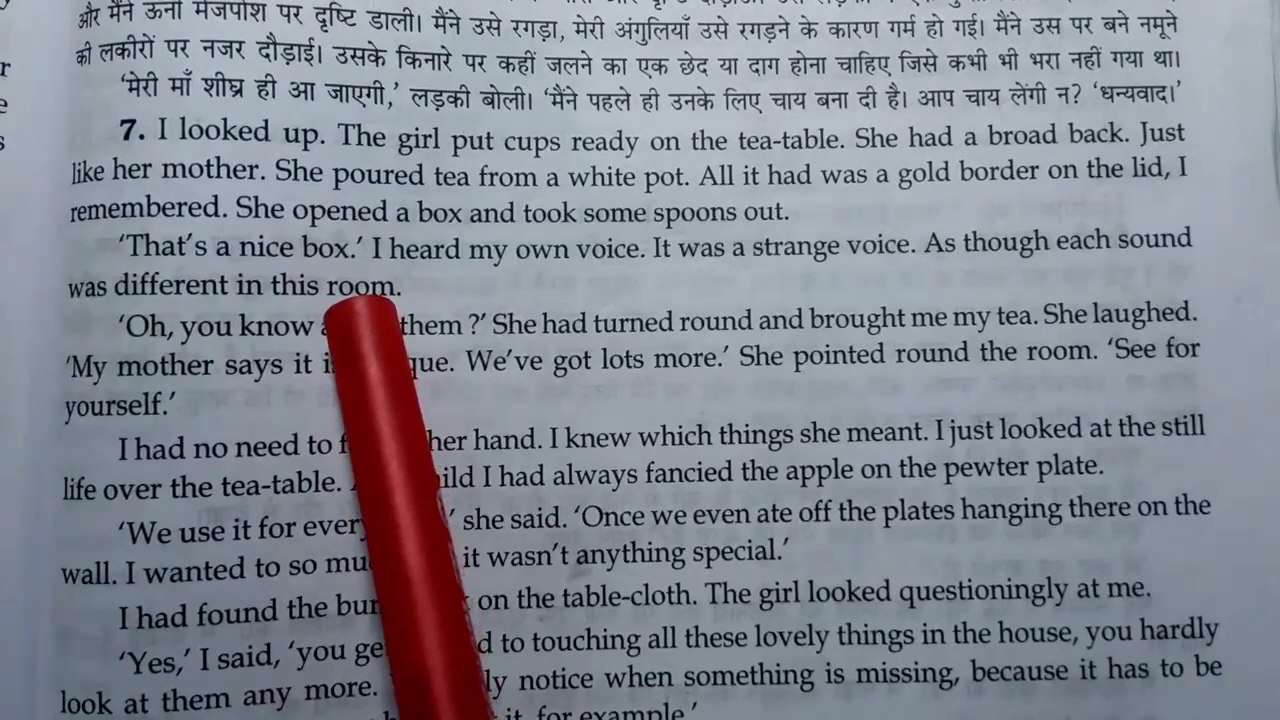 और मैंने ऊनी मेजपोश पर दृष्टि डाली। मैंने उसे रगड़ा, मेरी अंगुलियाँ उसे रगड़ने के कारण गर्म हो गई। मैंने उस पर बने नमूने
की लकीरों पर नजर दौड़ाई। उसके किनारे पर कहीं जलने का एक छेद या दाग होना चाहिए जिसे कभी भी भरा नहीं गया था।
‘मेरी माँ शीघ्र ही आ जाएगी,’ लड़की बोली। ‘मैंने पहले ही उनके लिए चाय बना दी है। आप चाय लेंगी न? ‘धन्यवाद।’
7. I looked up. The girl put cups ready on the tea-table. She had a broad back. Just
like her mother. She poured tea from a white pot. All it had was a gold border on the lid, I
remembered. She opened a box and took some spoons out.
‘That’s a nice box.’ I heard my own voice. It was a strange voice. As though each sound
was different in this room.
‘Oh, you know them ?’ She had turned round and brought me my tea. She laughed.
‘My mother says it We’ve got lots more.’ She pointed round the room. ‘See for
yourself.’
I had no need to her hand. I knew which things she meant. I just looked at the still
life over the tea-table. I had always fancied the apple on the pewter plate.
‘We use it for she said. ‘Once we even ate off the plates hanging there on the
wall. I wanted to so it wasn’t anything special.’
I had found the on the table-cloth. The girl looked questioningly at me.
‘Yes,’ I said, ‘you to touching all these lovely things in the house, you hardly
look at them any more. notice when something is missing, because it has to be
it, for example.’